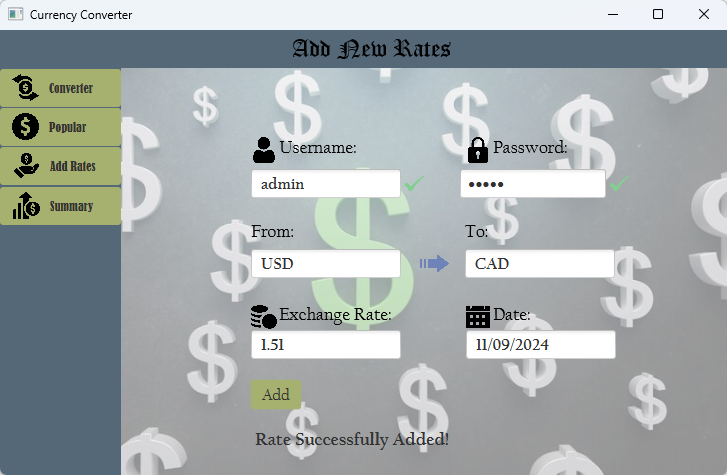 Currency Converter
Add New Rates
Converter
Popular
Add Rates
Summary
Username: Password:
admin •••••
From: To:
USD CAD
Exchange Rate: Date:
1.51 11/09/2024
Add
Rate Successfully Added!